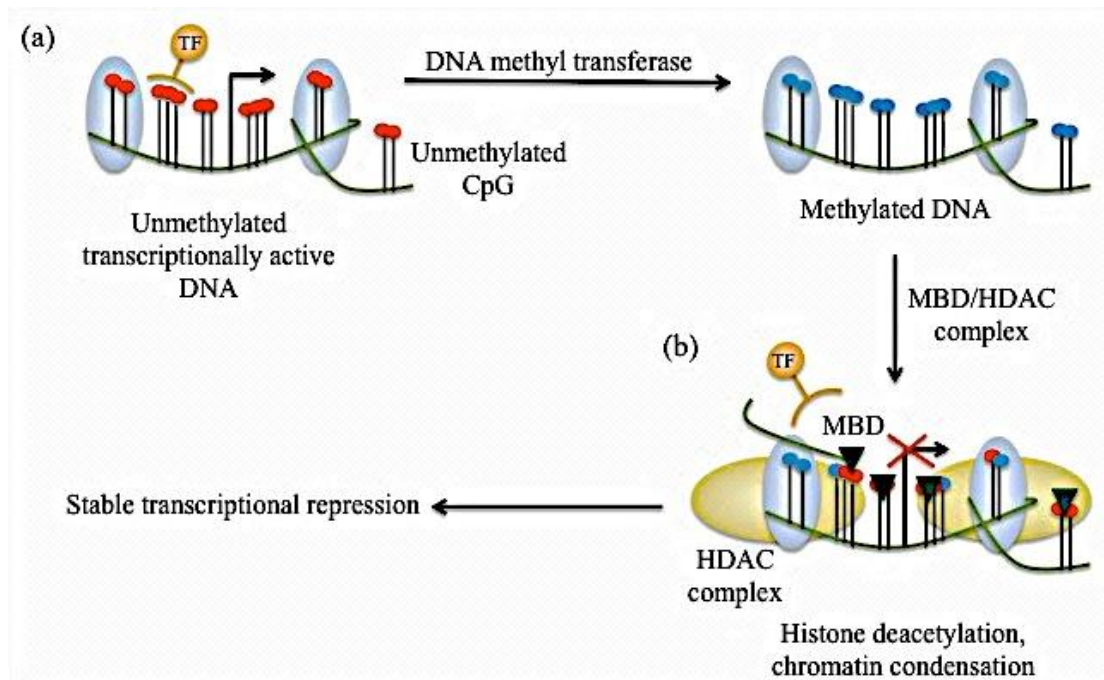 (a)
TF
DNA methyl transferase
Unmethylated
CpG
Unmethylated
transcriptionally active
DNA
Methylated DNA
MBD/HDAC
complex
(b)
TF
MBD
Stable transcriptional repression
HDAC
complex
Histone deacetylation,
chromatin condensation